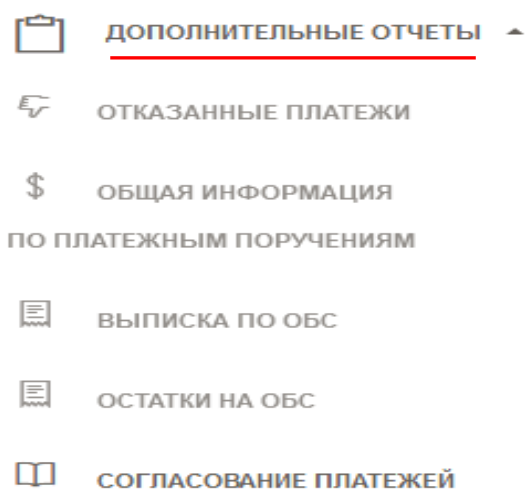 ДОПОЛНИТЕЛЬНЫЕ ОТЧЕТЫ
ОТКАЗАННЫЕ ПЛАТЕЖИ
$ ОБЩАЯ ИНФОРМАЦИЯ
ПО ПЛАТЕЖНЫМ ПОРУЧЕНИЯМ
ВЫПИСКА ПО ОБС
ОСТАТКИ НА ОБС
СОГЛАСОВАНИЕ ПЛАТЕЖЕЙ